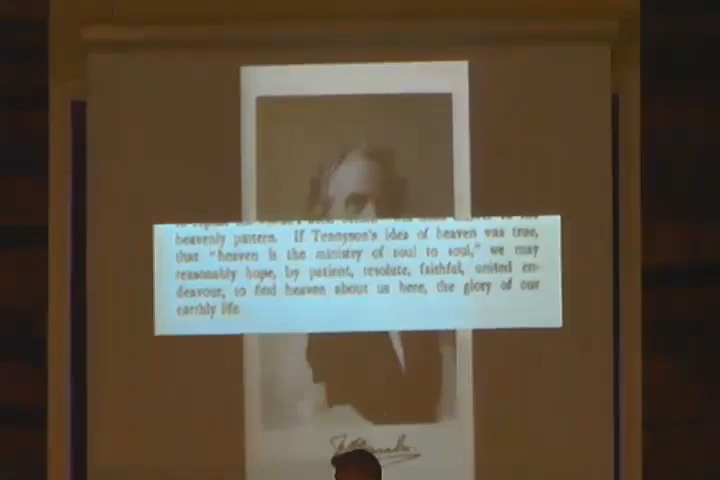 heavenly pattern. If Tennyson's idea of heaven was true,
that "heaven is the ministry of soul to soul," we may
reasonably hope, by patient, resolute, faithful, united en-
deavour, to find heaven about us here, the glory of our
earthly life